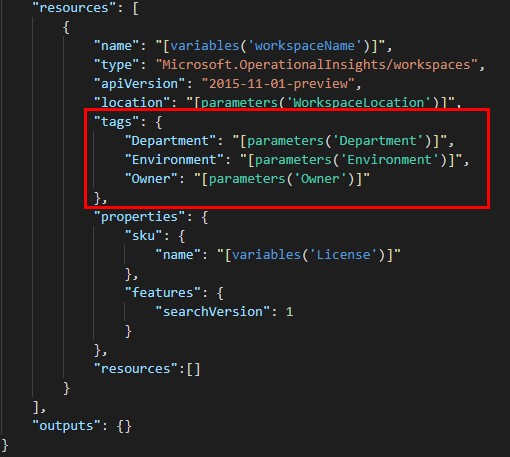 "resources": [
{
"name": "[variables('workspaceName')]",
"type": "Microsoft.OperationalInsights/workspaces",
"apiVersion": "2015-11-01-preview",
"location": "[parameters('WorkspaceLocation')]",
"tags": {
"Department": "[parameters('Department')]",
"Environment": "[parameters('Environment')]",
"Owner": "[parameters('Owner')]"
},
"properties": {
"sku": {
"name": "[variables('License')]"
},
"features": {
"searchVersion": 1
}
},
"resources":[]
}
],
"outputs": {}
}